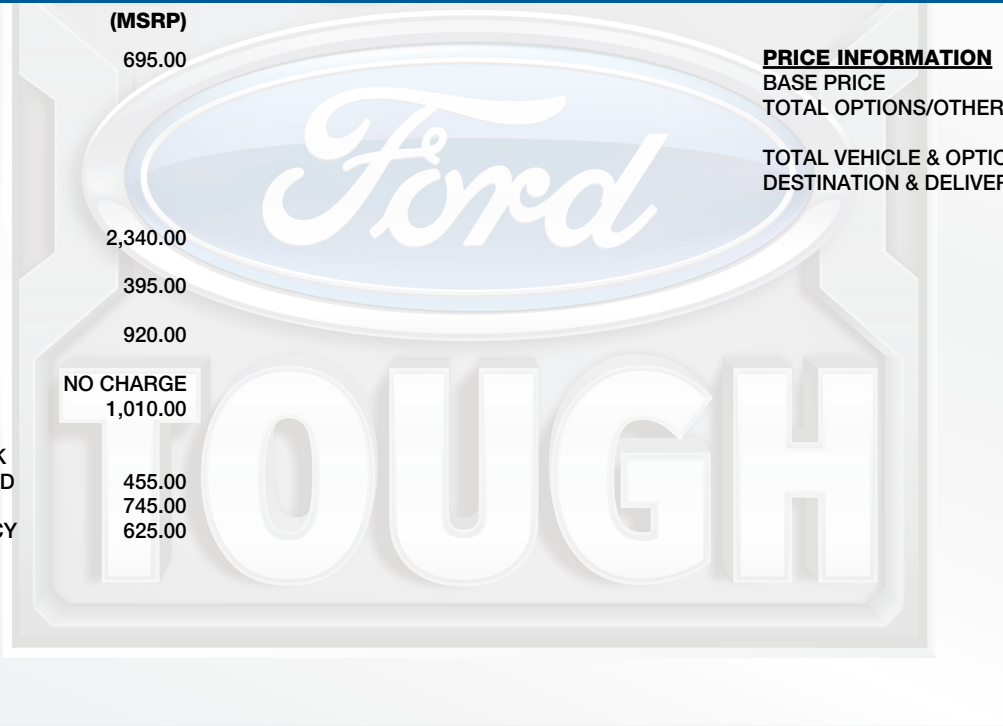 (MSRP)
695.00
2,340.00
395.00
920.00
NO CHARGE
1,010.00
K
D 455.00
745.00
CY 625.00
PRICE INFORMATION
BASE PRICE
TOTAL OPTIONS/OTHER
TOTAL VEHICLE & OPTIO
DESTINATION & DELIVER
Ford
TOUGH